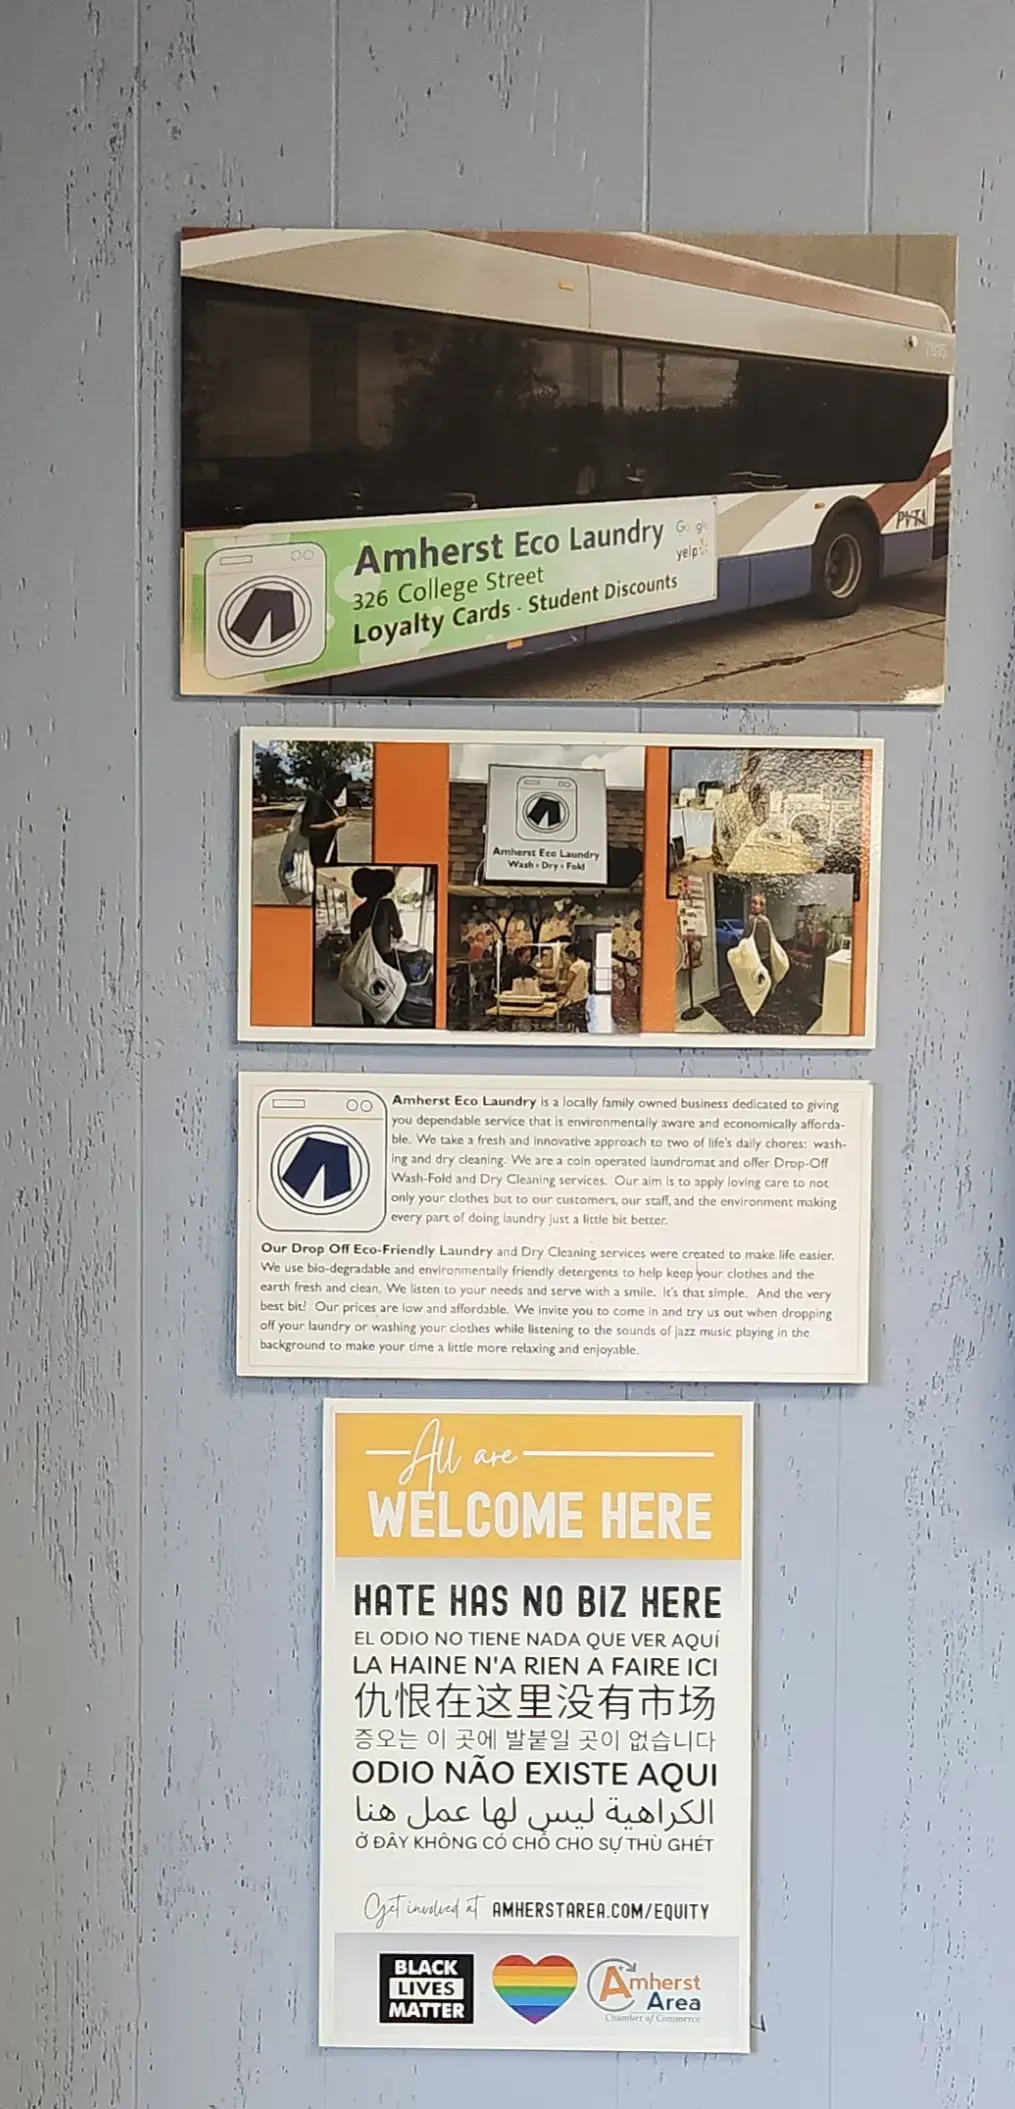 7815
Amherst Eco Laundry
326 College Street
Loyalty Cards - Student Discounts
Google
yelp
PVTA
Amherst Eco Laundry
Wash • Dry • Fold
Amherst Eco Laundry is a locally family owned business dedicated to giving
you dependable service that is environmentally aware and economically afforda-
ble. We take a fresh and innovative approach to two of life's daily chores: wash-
ing and dry cleaning. We are a coin operated laundromat and offer Drop-Off
Wash-Fold and Dry Cleaning services. Our aim is to apply loving care to not
only your clothes but to our customers, our staff, and the environment making
every part of doing laundry just a little bit better.
Our Drop Off Eco-Friendly Laundry and Dry Cleaning services were created to make life easier.
We use bio-degradable and environmentally friendly detergents to help keep your clothes and the
earth fresh and clean. We listen to your needs and serve with a smile. It's that simple. And the very
best bit? Our prices are low and affordable. We invite you to come in and try us out when dropping
off your laundry or washing your clothes while listening to the sounds of jazz music playing in the
background to make your time a little more relaxing and enjoyable.
All are
WELCOME HERE
HATE HAS NO BIZ HERE
EL ODIO NO TIENE NADA QUE VER AQUÍ
LA HAINE N'A RIEN A FAIRE ICI
仇恨在这里没有市场
증오는 이 곳에 발붙일 곳이 없습니다
ODIO NÃO EXISTE AQUI
الكراهية ليس لها عمل هنا
Ở ĐÂY KHÔNG CÓ CHỖ CHO SỰ THÙ GHÉT
Get involved at AMHERSTAREA.COM/EQUITY
BLACK
LIVES
MATTER
Amherst
Area
Chamber of Commerce